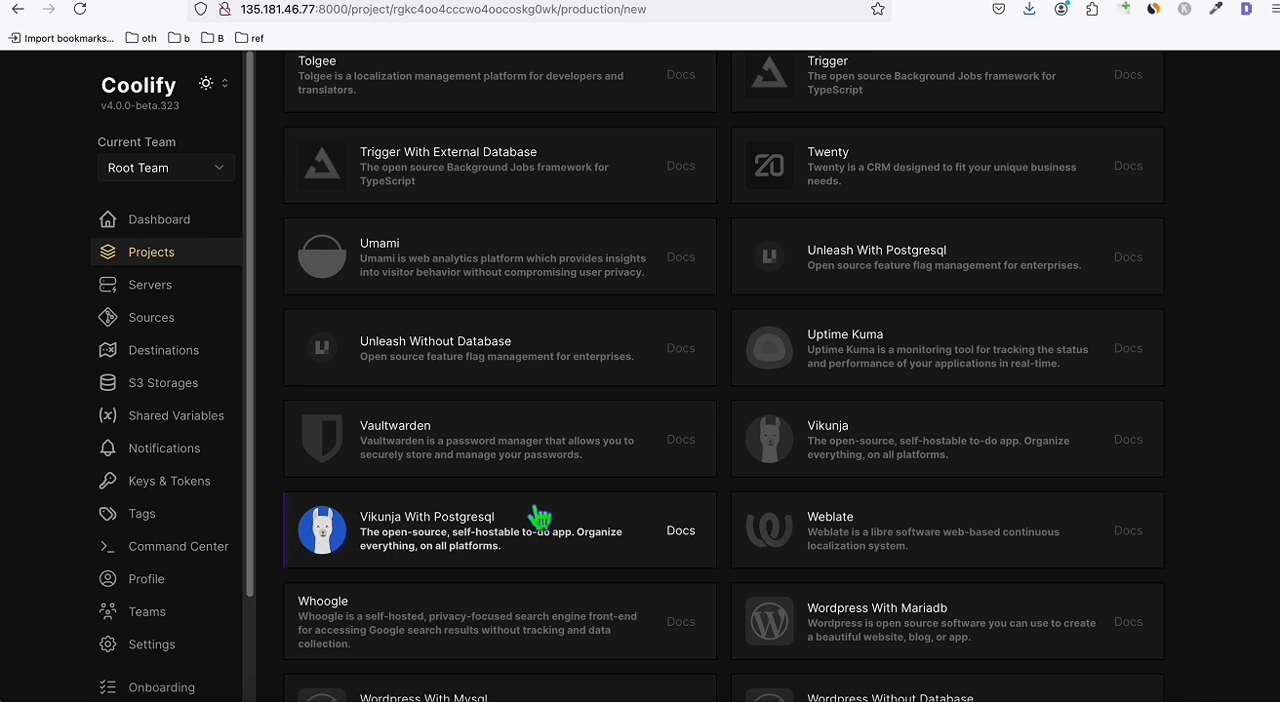 135.181.46.77:8000/project/rgkc4oo4cccwo4oocoskg0wk/production/new
Import bookmarks...
oth
b
B
ref
Coolify
v4.0.0-beta.323
Current Team
Root Team
Dashboard
Projects
Servers
Sources
Destinations
S3 Storages
Shared Variables
Notifications
Keys & Tokens
Tags
Command Center
Profile
Teams
Settings
Onboarding
Tolgee
Tolgee is a localization management platform for developers and
translators.
Docs
Trigger
The open source Background Jobs framework for
TypeScript
Docs
Trigger With External Database
The open source Background Jobs framework for
TypeScript
Docs
Twenty
Twenty is a CRM designed to fit your unique business
needs.
Docs
Umami
Umami is web analytics platform which provides insights
into visitor behavior without compromising user privacy.
Docs
Unleash With Postgresql
Open source feature flag management for enterprises.
Docs
Unleash Without Database
Open source feature flag management for enterprises.
Docs
Uptime Kuma
Uptime Kuma is a monitoring tool for tracking the status
and performance of your applications in real-time.
Docs
Vaultwarden
Vaultwarden is a password manager that allows you to
securely store and manage your passwords.
Docs
Vikunja
The open-source, self-hostable to-do app. Organize
everything, on all platforms.
Docs
Vikunja With Postgresql
The open-source, self-hostable to-do app. Organize
everything, on all platforms.
Docs
Weblate
Weblate is a libre software web-based continuous
localization system.
Docs
Whoogle
Whoogle is a self-hosted, privacy-focused search engine front-end
for accessing Google search results without tracking and data
collection.
Docs
Wordpress With Mariadb
Wordpress is open source software you can use to create
a beautiful website, blog, or app.
Docs
Wordpress With Mysql
Wordpress Without Database